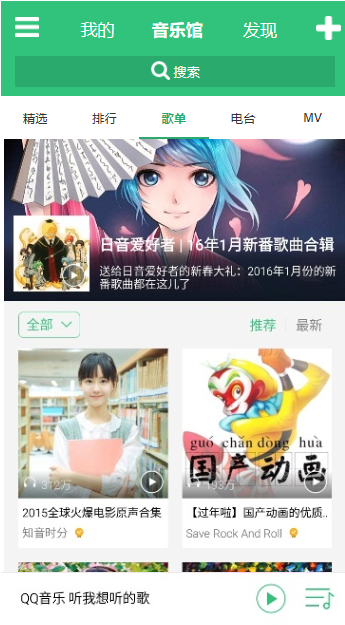 我的 音乐馆 发现
搜索
精选 排行 歌单 电台 MV
日音爱好者 | 16年1月新番歌曲合辑
送给日音爱好者的新春大礼：2016年1月份的新
番歌曲都在这儿了
全部 推荐 最新
guó chǎn dòng huà
国产动画
312万 193万
2015全球火爆电影原声合集 【过年啦】国产动画的优质..
知音时分 Save Rock And Roll
QQ音乐 听我想听的歌